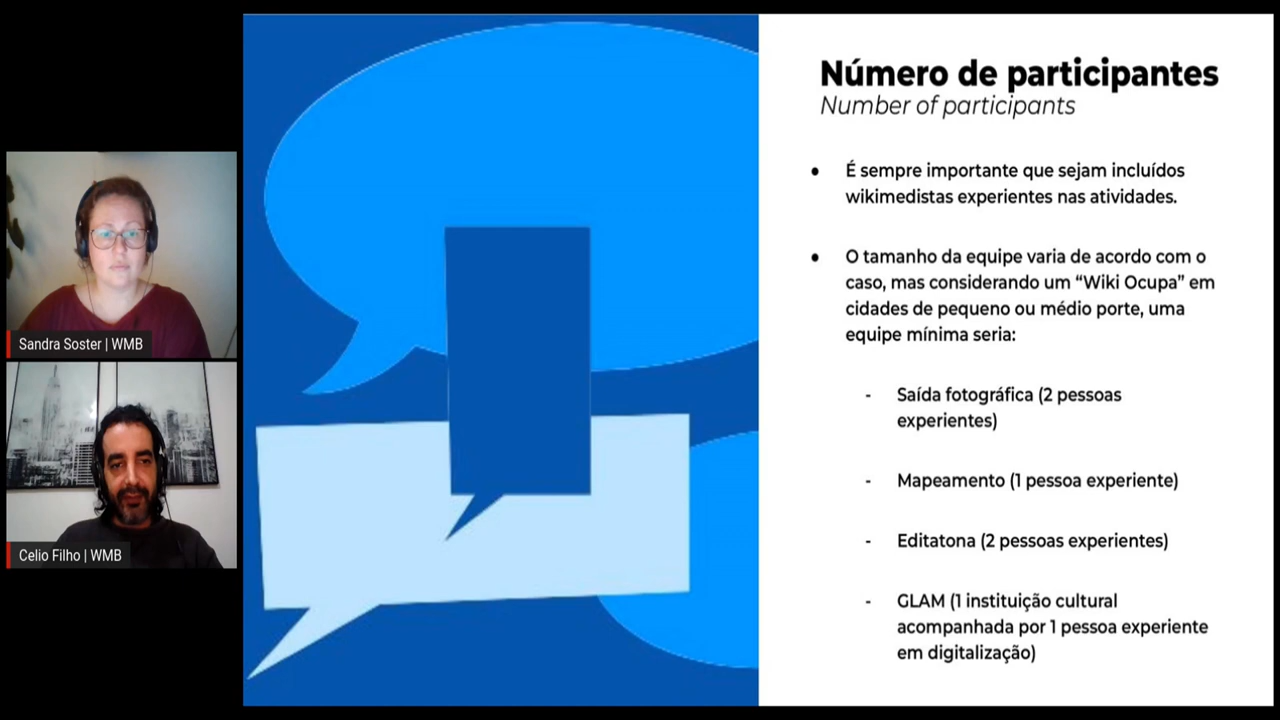 Sandra Soster | WMB
Celio Filho | WMB
Número de participantes
Number of participants
● É sempre importante que sejam incluídos
wikimedistas experientes nas atividades.
● O tamanho da equipe varia de acordo com o
caso, mas considerando um “Wiki Ocupa” em
cidades de pequeno ou médio porte, uma
equipe mínima seria:
- Saída fotográfica (2 pessoas
experientes)
- Mapeamento (1 pessoa experiente)
- Editatona (2 pessoas experientes)
- GLAM (1 instituição cultural
acompanhada por 1 pessoa experiente
em digitalização)